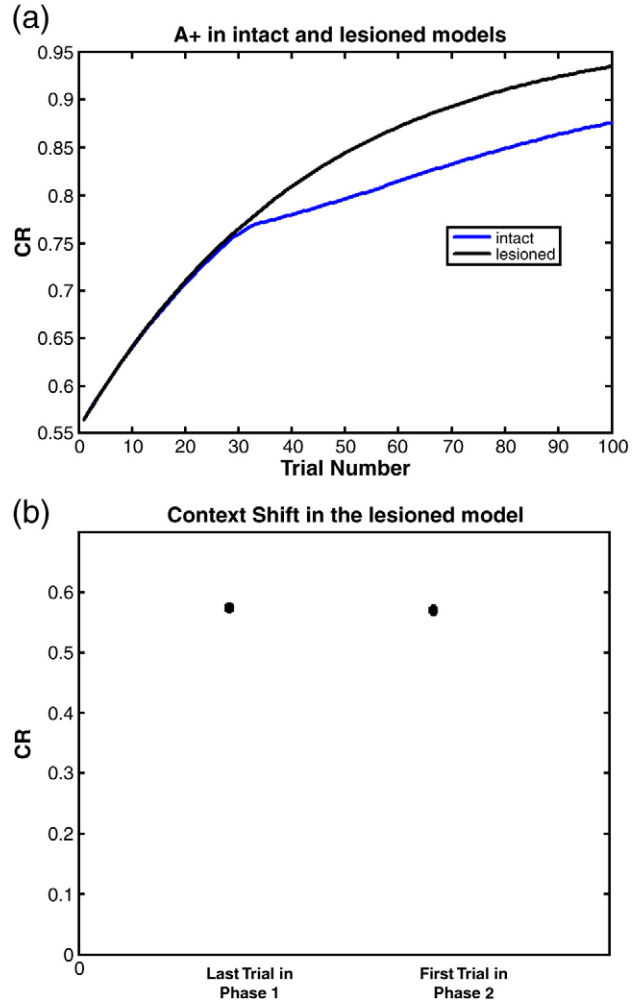 (a)
A+ in intact and lesioned models
0.95
0.9
0.85
0.8
0.75
0.7
0.65
0.6
0.55
CR
intact
lesioned
0 10 20 30 40 50 60 70 80 90 100
Trial Number
(b)
Context Shift in the lesioned model
0.6
0.5
0.4
0.3
0.2
0.1
0
CR
0
Last Trial in
Phase 1
First Trial in
Phase 2